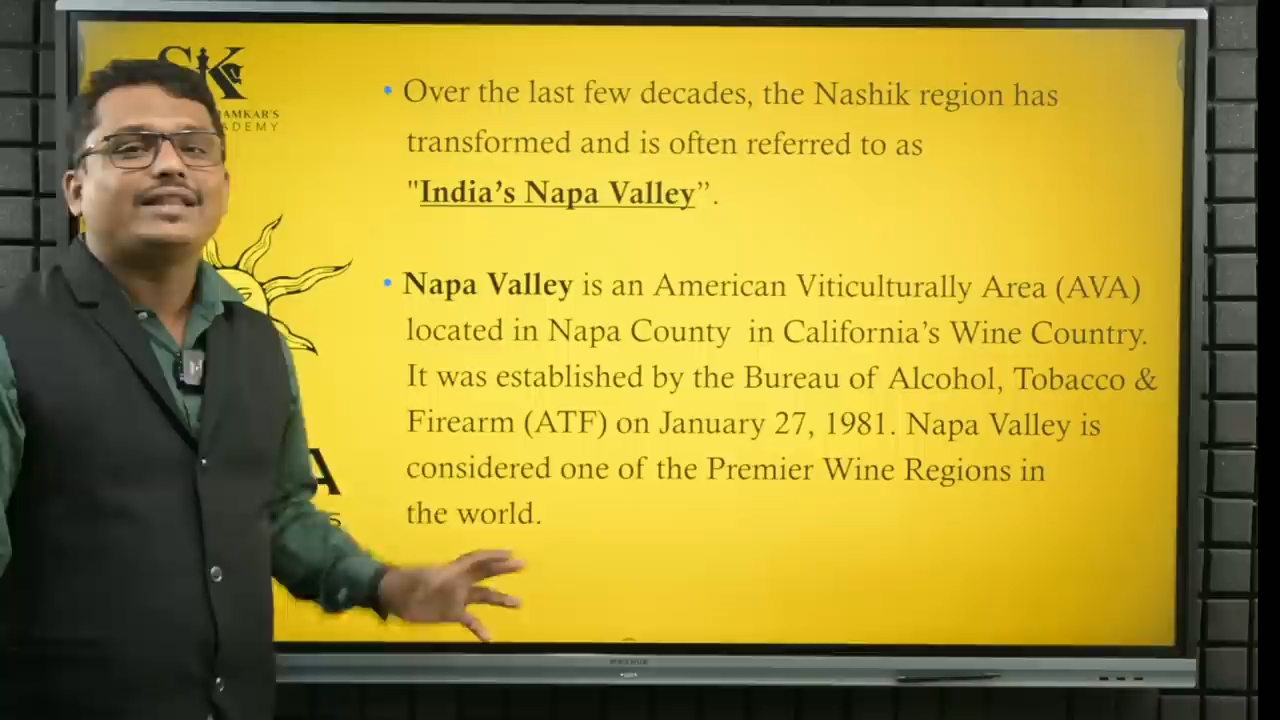 SK
AMKAR'S
DEMY
• Over the last few decades, the Nashik region has
transformed and is often referred to as
"India’s Napa Valley”.
• Napa Valley is an American Viticulturally Area (AVA)
located in Napa County in California’s Wine Country.
It was established by the Bureau of Alcohol, Tobacco &
Firearm (ATF) on January 27, 1981. Napa Valley is
considered one of the Premier Wine Regions in
the world.
A
S